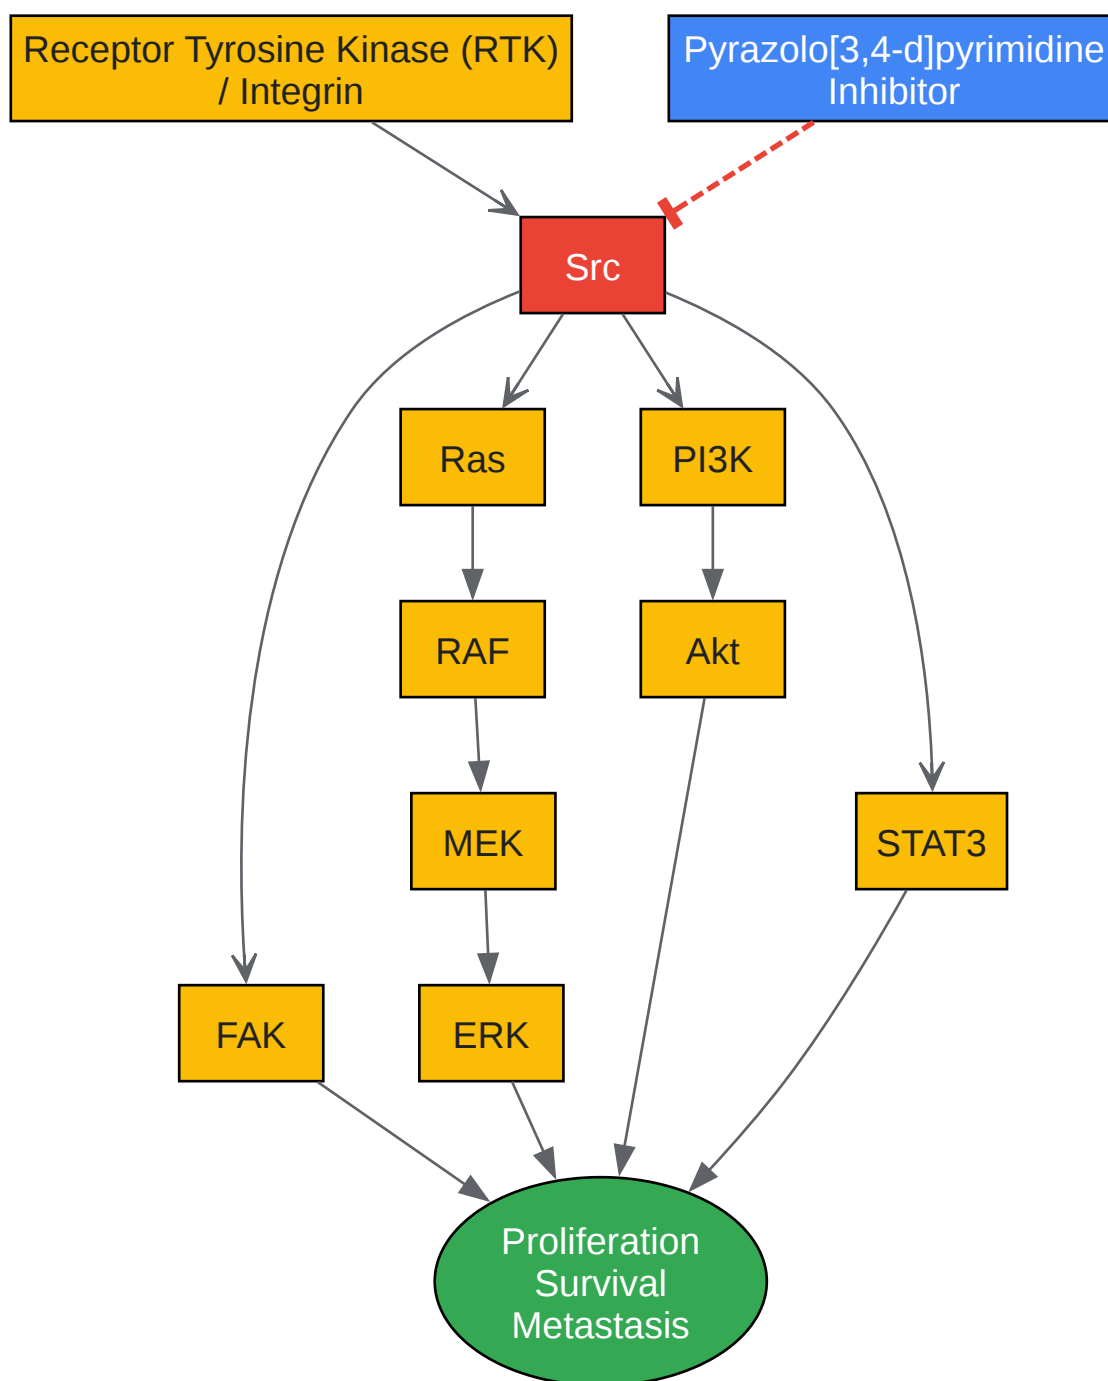 Receptor Tyrosine Kinase (RTK)
/ Integrin
Pyrazolo[3,4-d]pyrimidine
Inhibitor
Src
Ras
PI3K
RAF
Akt
MEK
STAT3
FAK
ERK
Proliferation
Survival
Metastasis